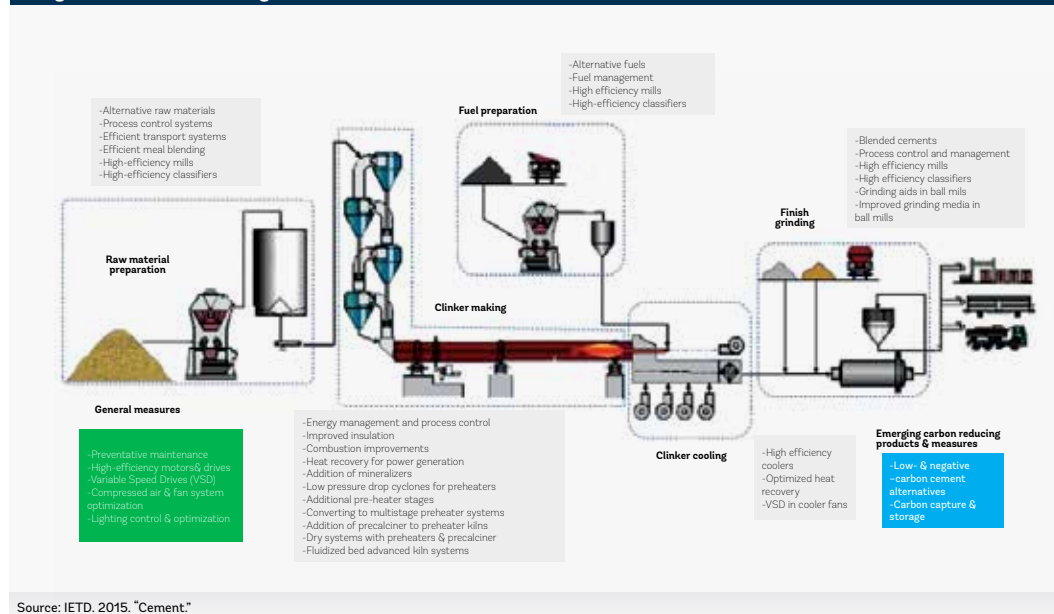 -Alternative fuels
-Fuel management
-High efficiency mills
-High-efficiency classifiers
Fuel preparation
-Alternative raw materials
-Process control systems
-Efficient transport systems
-Efficient meal blending
-High-efficiency mills
-High-efficiency classifiers
-Blended cements
-Process control and management
-High efficiency mills
-High efficiency classifiers
-Grinding aids in ball mils
-Improved grinding media in
ball mills
Finish
grinding
Raw material
preparation
Clinker making
General measures
-Preventative maintenance
-High-efficiency motors& drives
-Variable Speed Drives (VSD)
-Compressed air & fan system
optimization
-Lighting control & optimization
-Energy management and process control
-Improved insulation
-Combustion improvements
-Heat recovery for power generation
-Addition of mineralizers
-Low pressure drop cyclones for preheaters
-Additional pre-heater stages
-Converting to multistage preheater systems
-Addition of precalciner to preheater kilns
-Dry systems with preheaters & precalciner
-Fluidized bed advanced kiln systems
Clinker cooling
-High efficiency
coolers
-Optimized heat
recovery
-VSD in cooler fans
Emerging carbon reducing
products & measures
-Low- & negative
–carbon cement
alternatives
-Carbon capture &
storage
Source: IETD. 2015. “Cement.”